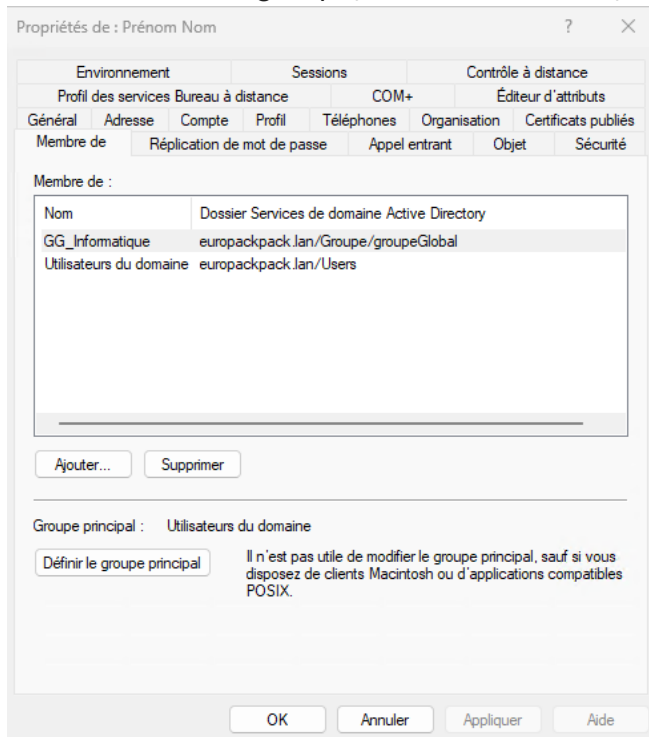 Propriétés de : Prénom Nom ? ×
Environnement Sessions Contrôle à distance
Profil des services Bureau à distance COM+ Éditeur d'attributs
Général Adresse Compte Profil Téléphones Organisation Certificats publiés
Membre de Réplication de mot de passe Appel entrant Objet Sécurité
Membre de :
Nom Dossier Services de domaine Active Directory
GG_Informatique europackpack.lan/Groupe/groupeGlobal
Utilisateurs du domaine europackpack.lan/Users
Ajouter... Supprimer
Groupe principal : Utilisateurs du domaine
Définir le groupe principal Il n'est pas utile de modifier le groupe principal, sauf si vous
disposez de clients Macintosh ou d'applications compatibles
POSIX.
OK Annuler Appliquer Aide